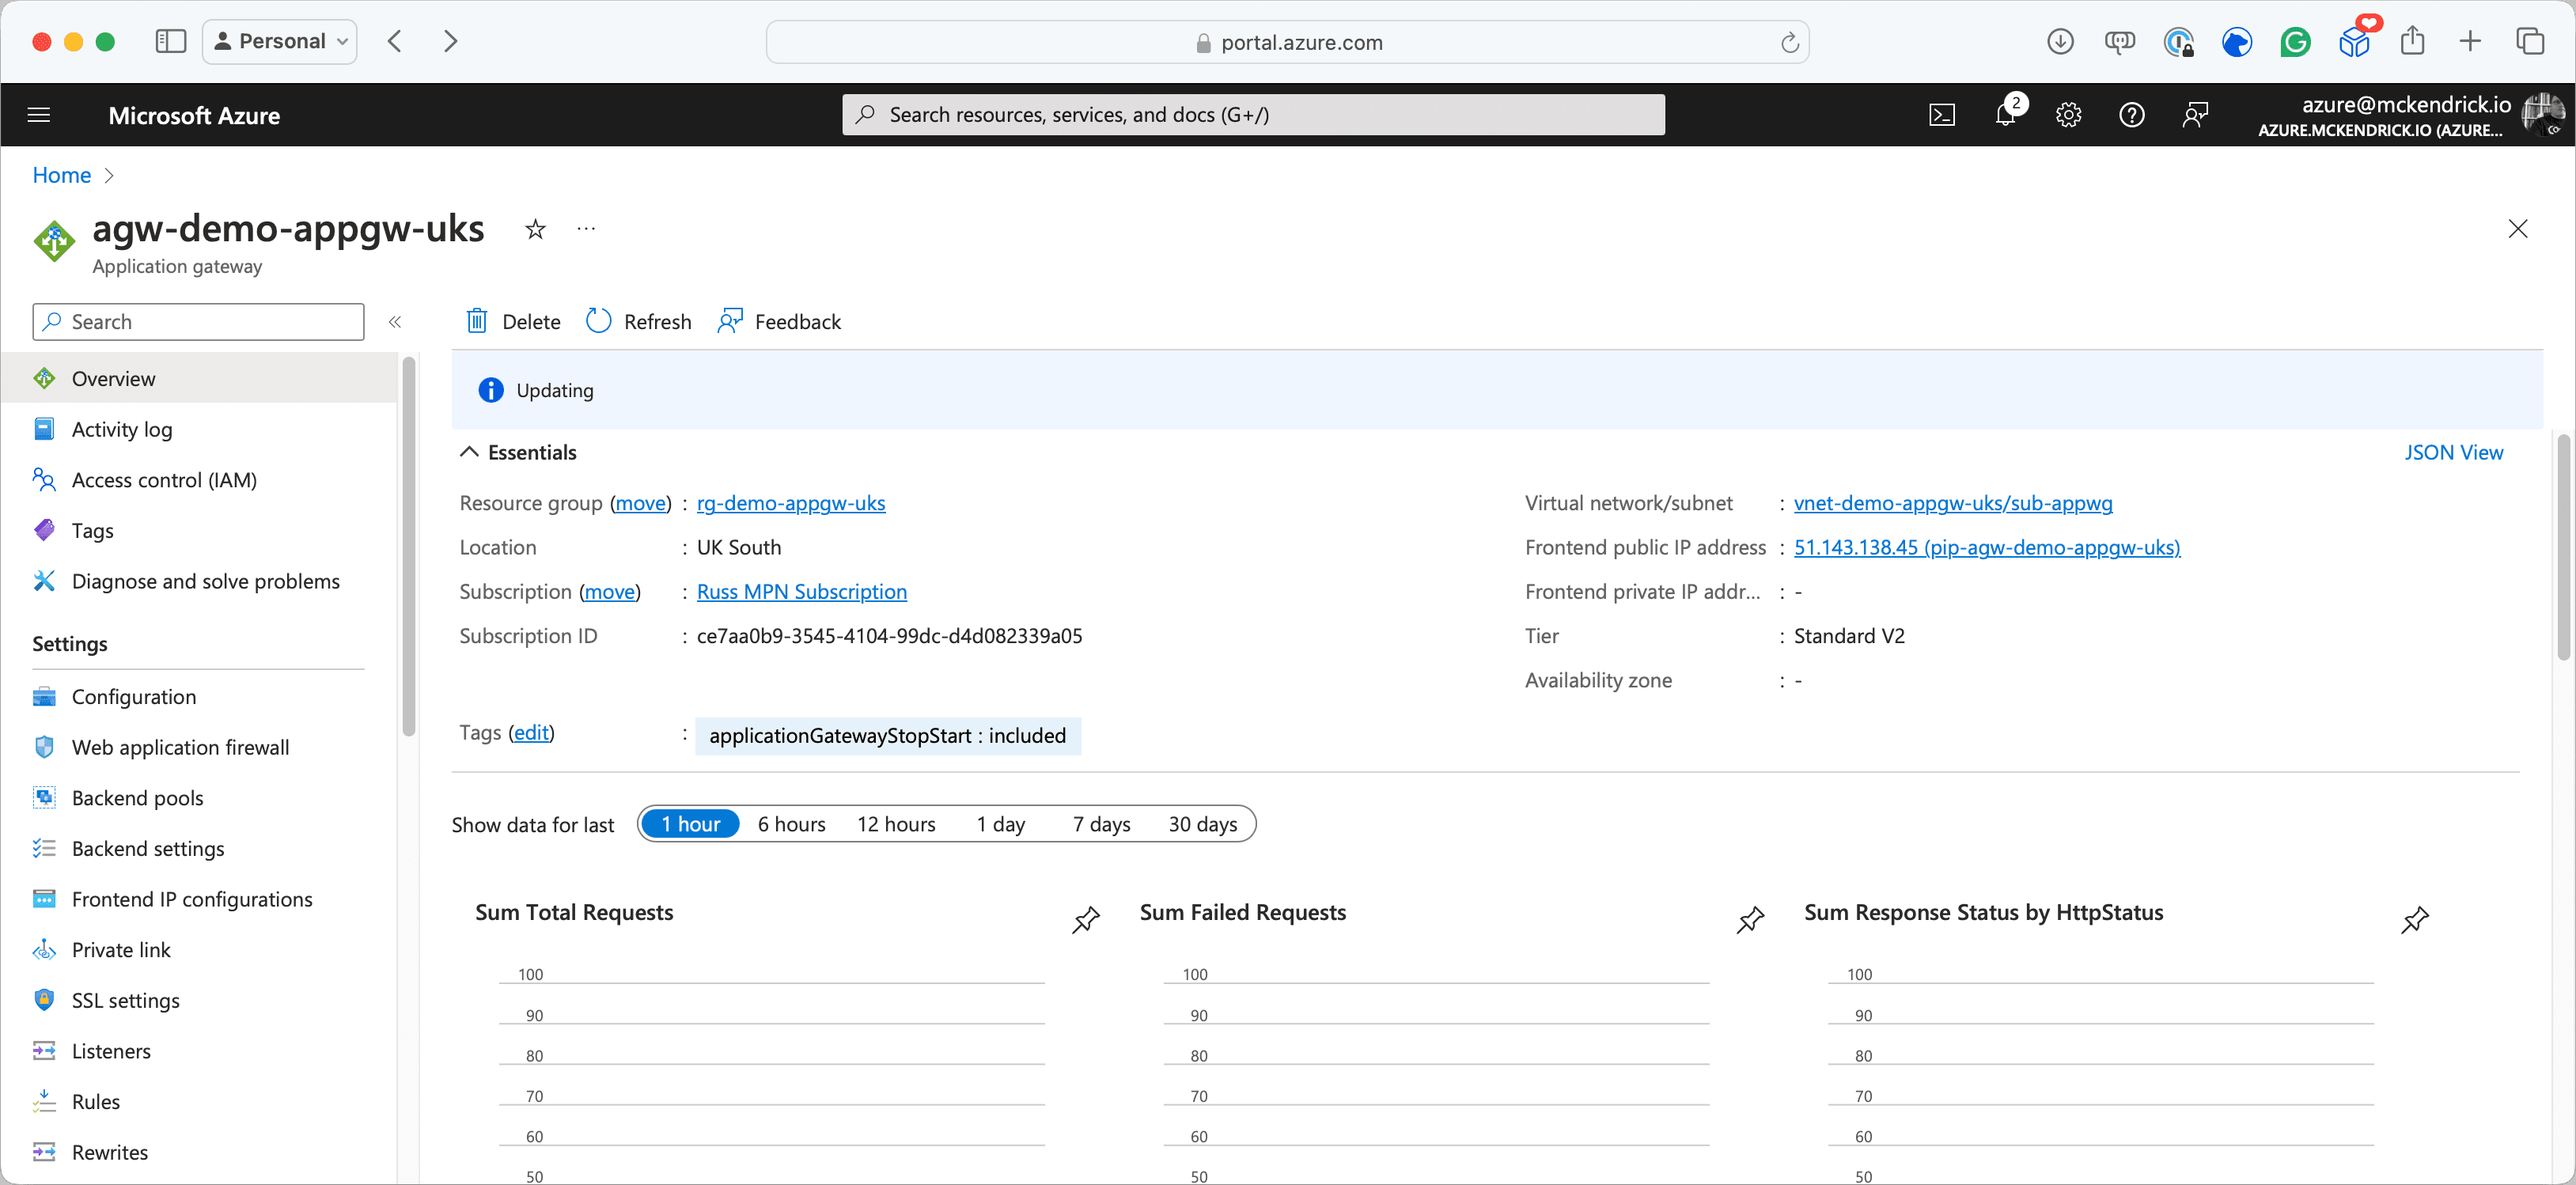 Personal
portal.azure.com
Microsoft Azure
Search resources, services, and docs (G+/)
2
azure@mckendrick.io
AZURE.MCKENDRICK.IO (AZURE...
Home
agw-demo-appgw-uks
Application gateway
Search
Delete
Refresh
Feedback
Overview
Activity log
Access control (IAM)
Tags
Diagnose and solve problems
Settings
Configuration
Web application firewall
Backend pools
Backend settings
Frontend IP configurations
Private link
SSL settings
Listeners
Rules
Rewrites
Updating
Essentials
JSON View
Resource group (move) : rg-demo-appgw-uks
Location : UK South
Subscription (move) : Russ MPN Subscription
Subscription ID : ce7aa0b9-3545-4104-99dc-d4d082339a05
Virtual network/subnet : vnet-demo-appgw-uks/sub-appwg
Frontend public IP address : 51.143.138.45 (pip-agw-demo-appgw-uks)
Frontend private IP addr... : -
Tier : Standard V2
Availability zone : -
Tags (edit) : applicationGatewayStopStart : included
Show data for last 1 hour 6 hours 12 hours 1 day 7 days 30 days
Sum Total Requests
100
90
80
70
60
50
Sum Failed Requests
100
90
80
70
60
50
Sum Response Status by HttpStatus
100
90
80
70
60
50